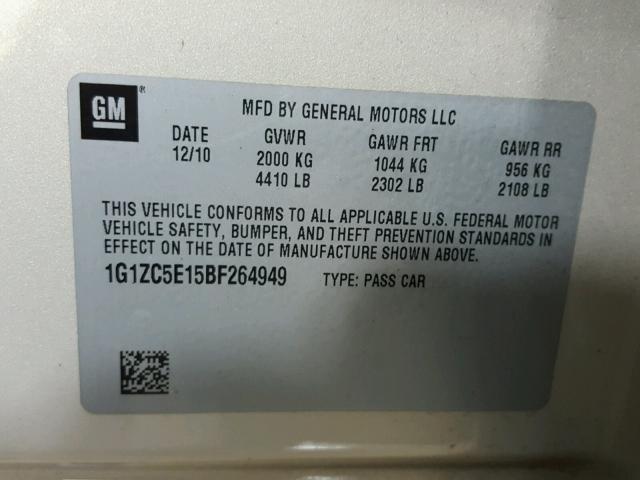 GM®
MFD BY GENERAL MOTORS LLC
DATE GVWR GAWR FRT GAWR RR
12/10 2000 KG 1044 KG 956 KG
4410 LB 2302 LB 2108 LB
THIS VEHICLE CONFORMS TO ALL APPLICABLE U.S. FEDERAL MOTOR
VEHICLE SAFETY, BUMPER, AND THEFT PREVENTION STANDARDS IN
EFFECT ON THE DATE OF MANUFACTURE SHOWN ABOVE.
1G1ZC5E15BF264949 TYPE: PASS CAR